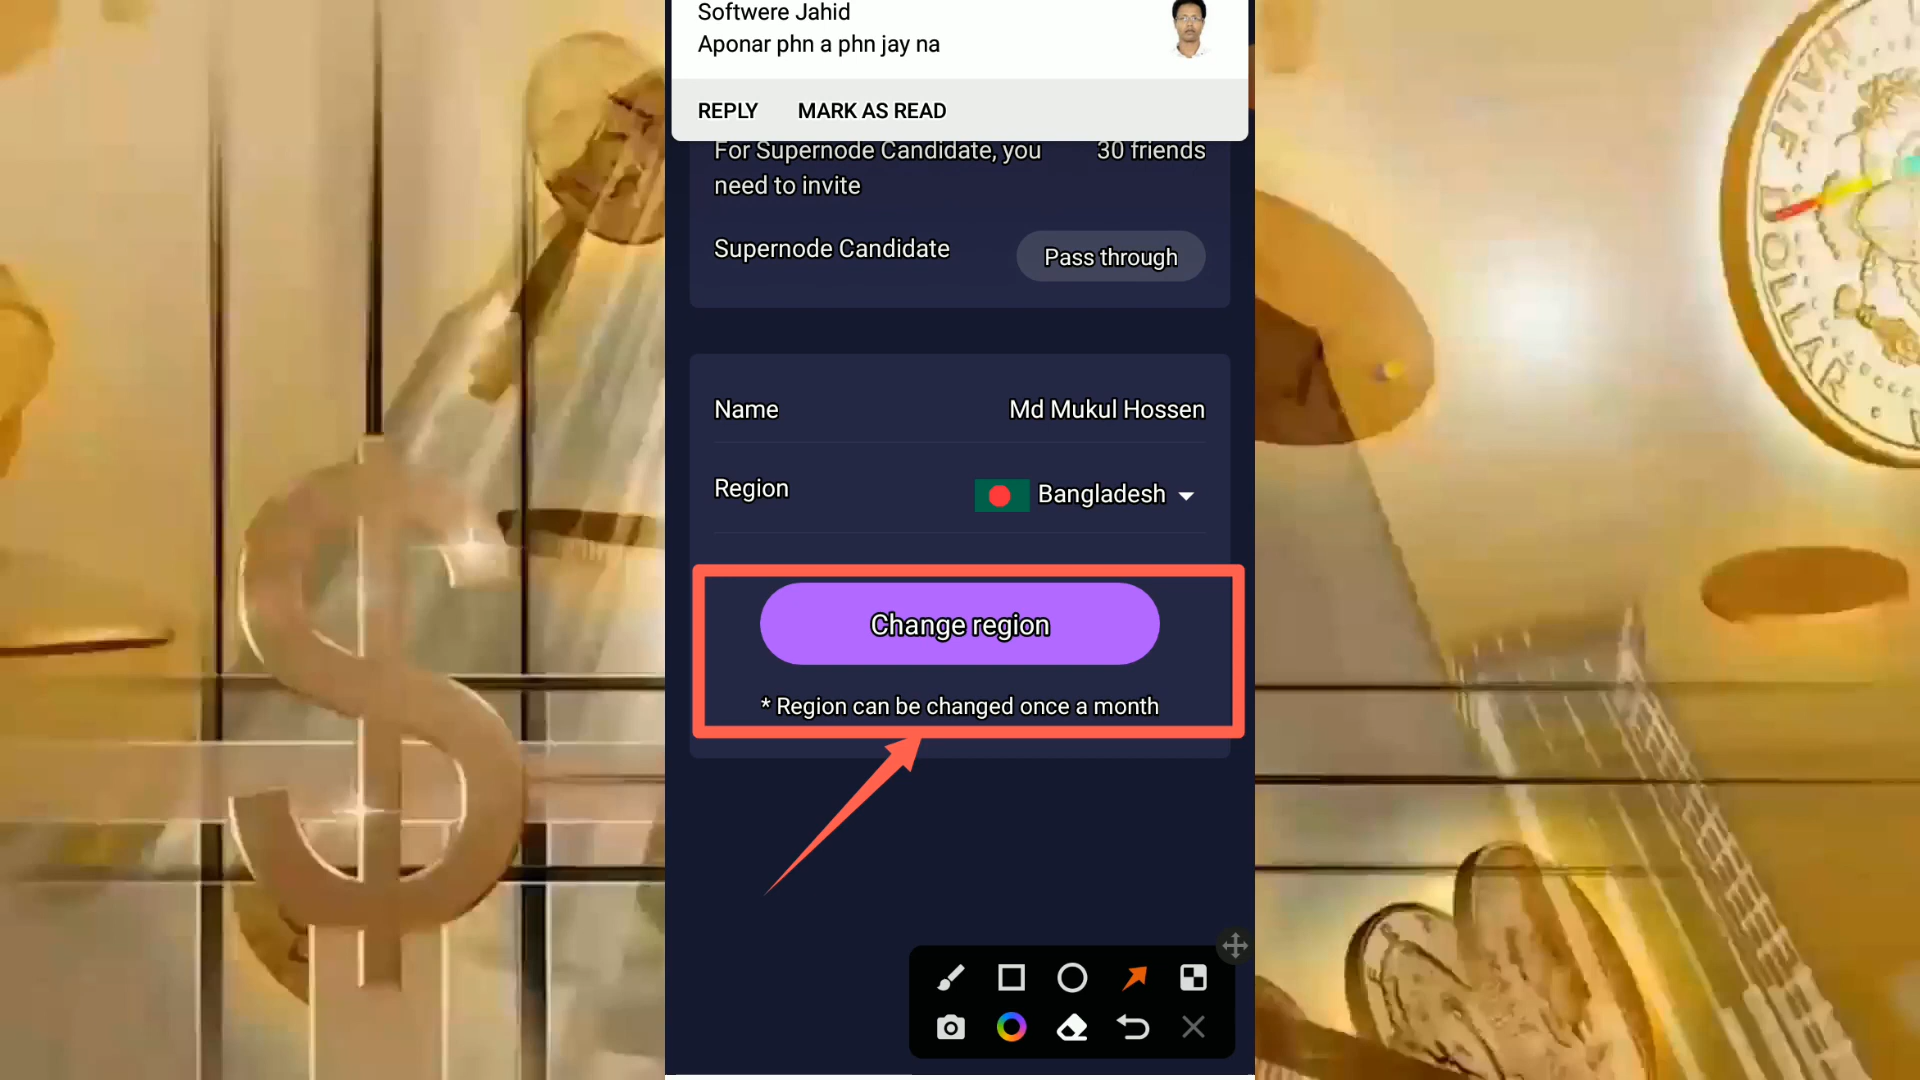 Softwere Jahid
Aponar phn a phn jay na
REPLY MARK AS READ
For Supernode Candidate, you need to invite 30 friends
Supernode Candidate Pass through
Name Md Mukul Hossen
Region Bangladesh
Change region
* Region can be changed once a month
HALF DOLLAR